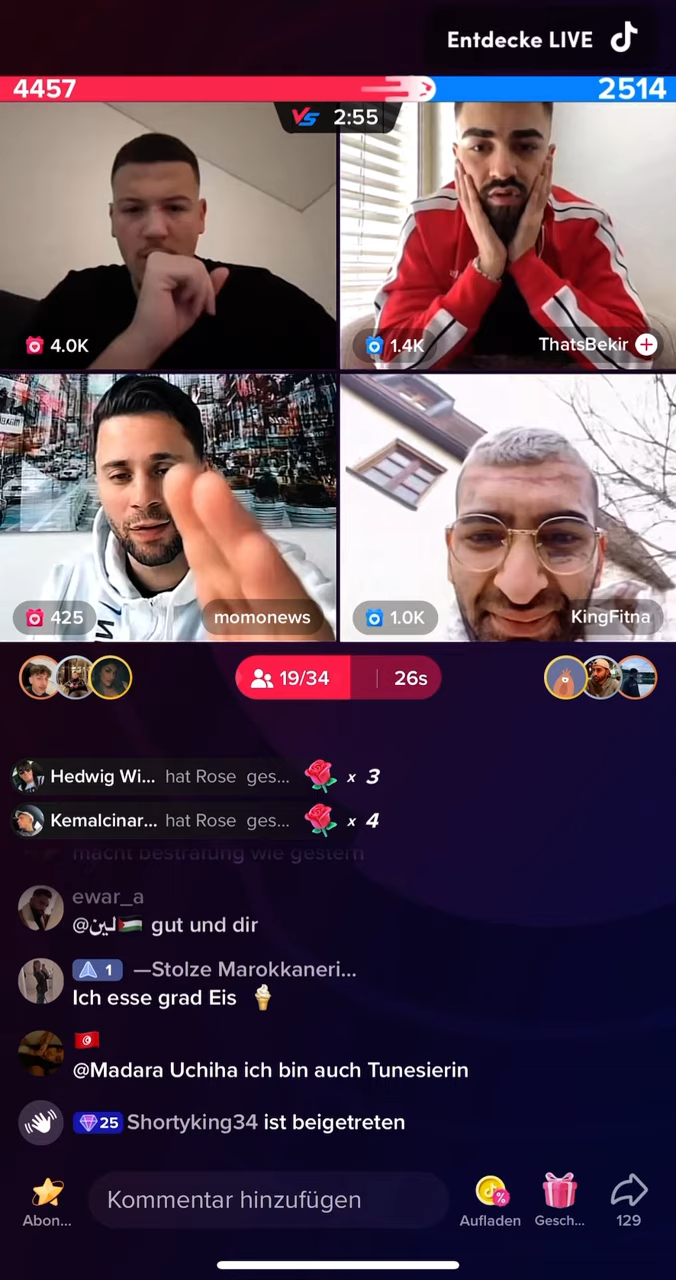 Entdecke LIVE
4457
2514
VS 2:55
4.0K
1.4K
ThatsBekir
425
momonews
1.0K
KingFitna
19/34
26s
Hedwig Wi... hat Rose ges... x 3
Kemalcinar... hat Rose ges... x 4
macht bestrafung wie gestern
ewar_a
@لين🇵🇸 gut und dir
1 —Stolze Marokkaneri...
Ich esse grad Eis 🍦
🇹🇳
@Madara Uchiha ich bin auch Tunesierin
25 Shortyking34 ist beigetreten
Kommentar hinzufügen
Abon...
Aufladen
Gesch...
129